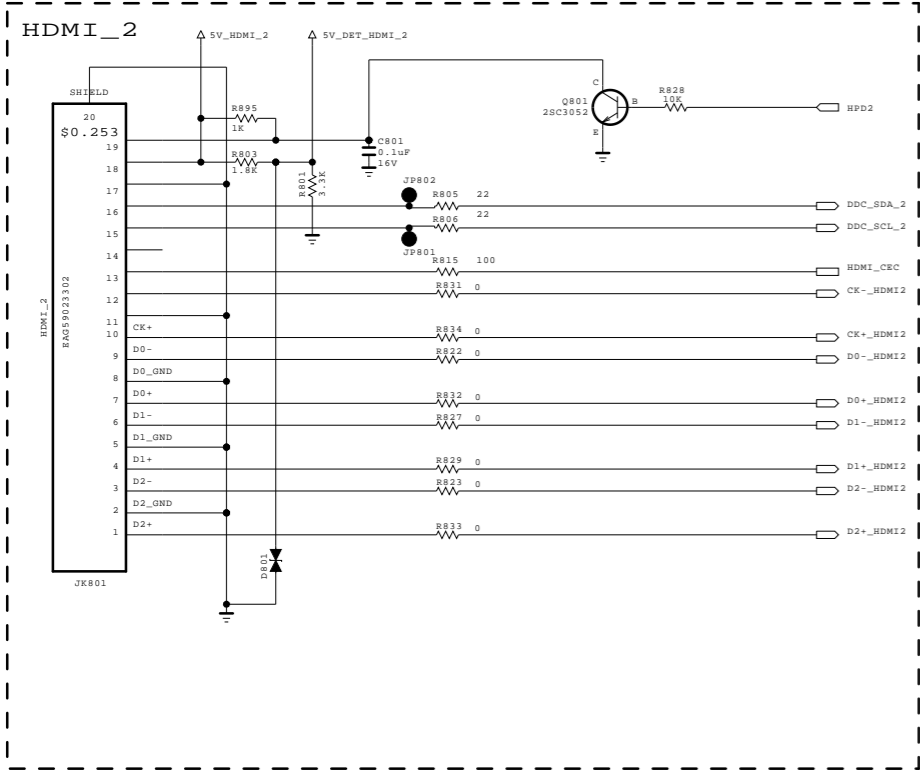 HDMI_2
5V_HDMI_2
5V_DET_HDMI_2
SHIELD
20
$0.253
R895
1K
R803
1.8K
R801
3.3K
C801
0.1uF
16V
C
Q801
2SC3052
B
E
R828
10K
HPD2
19
18
17
16
15
14
13
12
11
10
9
8
7
6
5
4
3
2
1
JP802
R805 22
DDC_SDA_2
R806 22
DDC_SCL_2
JP801
R815 100
HDMI_CEC
R831 0
CK-_HDMI2
CK+
R834 0
CK+_HDMI2
D0-
R822 0
D0-_HDMI2
D0_GND
D0+
R832 0
D0+_HDMI2
D1-
R827 0
D1-_HDMI2
D1_GND
D1+
R829 0
D1+_HDMI2
D2-
R823 0
D2-_HDMI2
D2_GND
D2+
R833 0
D2+_HDMI2
HDMI_2
EAG59023302
D801
JK801